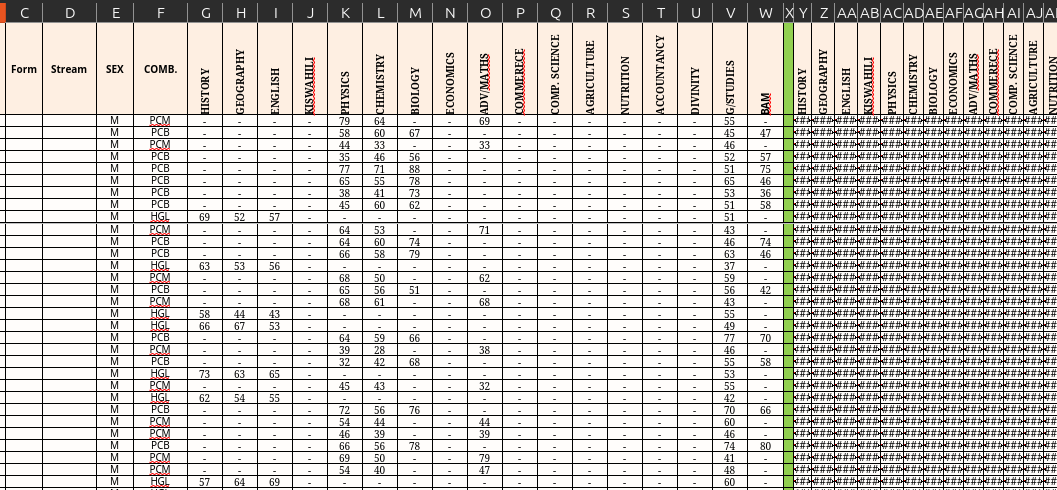 C D E F G H I J K L M N O P Q R S T U V W X Y Z AA AB AC AD AE AF AG AH AI AJ
Form Stream SEX COMB. HISTORY GEOGRAPHY ENGLISH KISWAHILI PHYSICS CHEMISTRY BIOLOGY ECONOMICS ADV/MATHS COMMERECE COMP. SCIENCE AGRICULTURE NUTRITION ACCOUNTANCY DIVINITY G/STUDIES BAM HISTORY GEOGRAPHY ENGLISH KISWAHILI PHYSICS CHEMISTRY BIOLOGY ECONOMICS ADV/MATHS COMMERECE COMP. SCIENCE AGRICULTURE NUTRITION
M PCM - - - - 79 64 - - 69 - - - - - - 55 - ### ### ### ### ### ### ### ### ### ### ### ### ###
M PCB - - - - 58 60 67 - - - - - - - - 45 47 ### ### ### ### ### ### ### ### ### ### ### ### ###
M PCM - - - - 44 33 - - 33 - - - - - - 46 - ### ### ### ### ### ### ### ### ### ### ### ### ###
M PCB - - - - 35 46 56 - - - - - - - - 52 57 ### ### ### ### ### ### ### ### ### ### ### ### ###
M PCB - - - - 77 71 88 - - - - - - - - 51 75 ### ### ### ### ### ### ### ### ### ### ### ### ###
M PCB - - - - 65 55 78 - - - - - - - - 65 46 ### ### ### ### ### ### ### ### ### ### ### ### ###
M PCB - - - - 38 41 73 - - - - - - - - 53 36 ### ### ### ### ### ### ### ### ### ### ### ### ###
M PCB - - - - 45 60 62 - - - - - - - - 51 58 ### ### ### ### ### ### ### ### ### ### ### ### ###
M HGL 69 52 57 - - - - - - - - - - - - 51 - ### ### ### ### ### ### ### ### ### ### ### ### ###
M PCM - - - - 64 53 - - 71 - - - - - - 43 - ### ### ### ### ### ### ### ### ### ### ### ### ###
M PCB - - - - 64 60 74 - - - - - - - - 46 74 ### ### ### ### ### ### ### ### ### ### ### ### ###
M PCB - - - - 66 58 79 - - - - - - - - 63 46 ### ### ### ### ### ### ### ### ### ### ### ### ###
M HGL 63 53 56 - - - - - - - - - - - - 37 - ### ### ### ### ### ### ### ### ### ### ### ### ###
M PCM - - - - 68 50 - - 62 - - - - - - 59 - ### ### ### ### ### ### ### ### ### ### ### ### ###
M PCB - - - - 65 56 51 - - - - - - - - 56 42 ### ### ### ### ### ### ### ### ### ### ### ### ###
M PCM - - - - 68 61 - - 68 - - - - - - 43 - ### ### ### ### ### ### ### ### ### ### ### ### ###
M HGL 58 44 43 - - - - - - - - - - - - 55 - ### ### ### ### ### ### ### ### ### ### ### ### ###
M HGL 66 67 53 - - - - - - - - - - - - 49 - ### ### ### ### ### ### ### ### ### ### ### ### ###
M PCB - - - - 64 59 66 - - - - - - - - 77 70 ### ### ### ### ### ### ### ### ### ### ### ### ###
M PCM - - - - 39 28 - - 38 - - - - - - 46 - ### ### ### ### ### ### ### ### ### ### ### ### ###
M PCB - - - - 32 42 68 - - - - - - - - 55 58 ### ### ### ### ### ### ### ### ### ### ### ### ###
M HGL 73 63 65 - - - - - - - - - - - - 53 - ### ### ### ### ### ### ### ### ### ### ### ### ###
M PCM - - - - 45 43 - - 32 - - - - - - 55 - ### ### ### ### ### ### ### ### ### ### ### ### ###
M HGL 62 54 55 - - - - - - - - - - - - 42 - ### ### ### ### ### ### ### ### ### ### ### ### ###
M PCB - - - - 72 56 76 - - - - - - - - 70 66 ### ### ### ### ### ### ### ### ### ### ### ### ###
M PCM - - - - 54 44 - - 44 - - - - - - 60 - ### ### ### ### ### ### ### ### ### ### ### ### ###
M PCM - - - - 46 39 - - 39 - - - - - - 46 - ### ### ### ### ### ### ### ### ### ### ### ### ###
M PCB - - - - 66 56 78 - - - - - - - - 74 80 ### ### ### ### ### ### ### ### ### ### ### ### ###
M PCM - - - - 69 50 - - 79 - - - - - - 41 - ### ### ### ### ### ### ### ### ### ### ### ### ###
M PCM - - - - 54 40 - - 47 - - - - - - 48 - ### ### ### ### ### ### ### ### ### ### ### ### ###
M HGL 57 64 69 - - - - - - - - - - - - 60 - ### ### ### ### ### ### ### ### ### ### ### ### ###